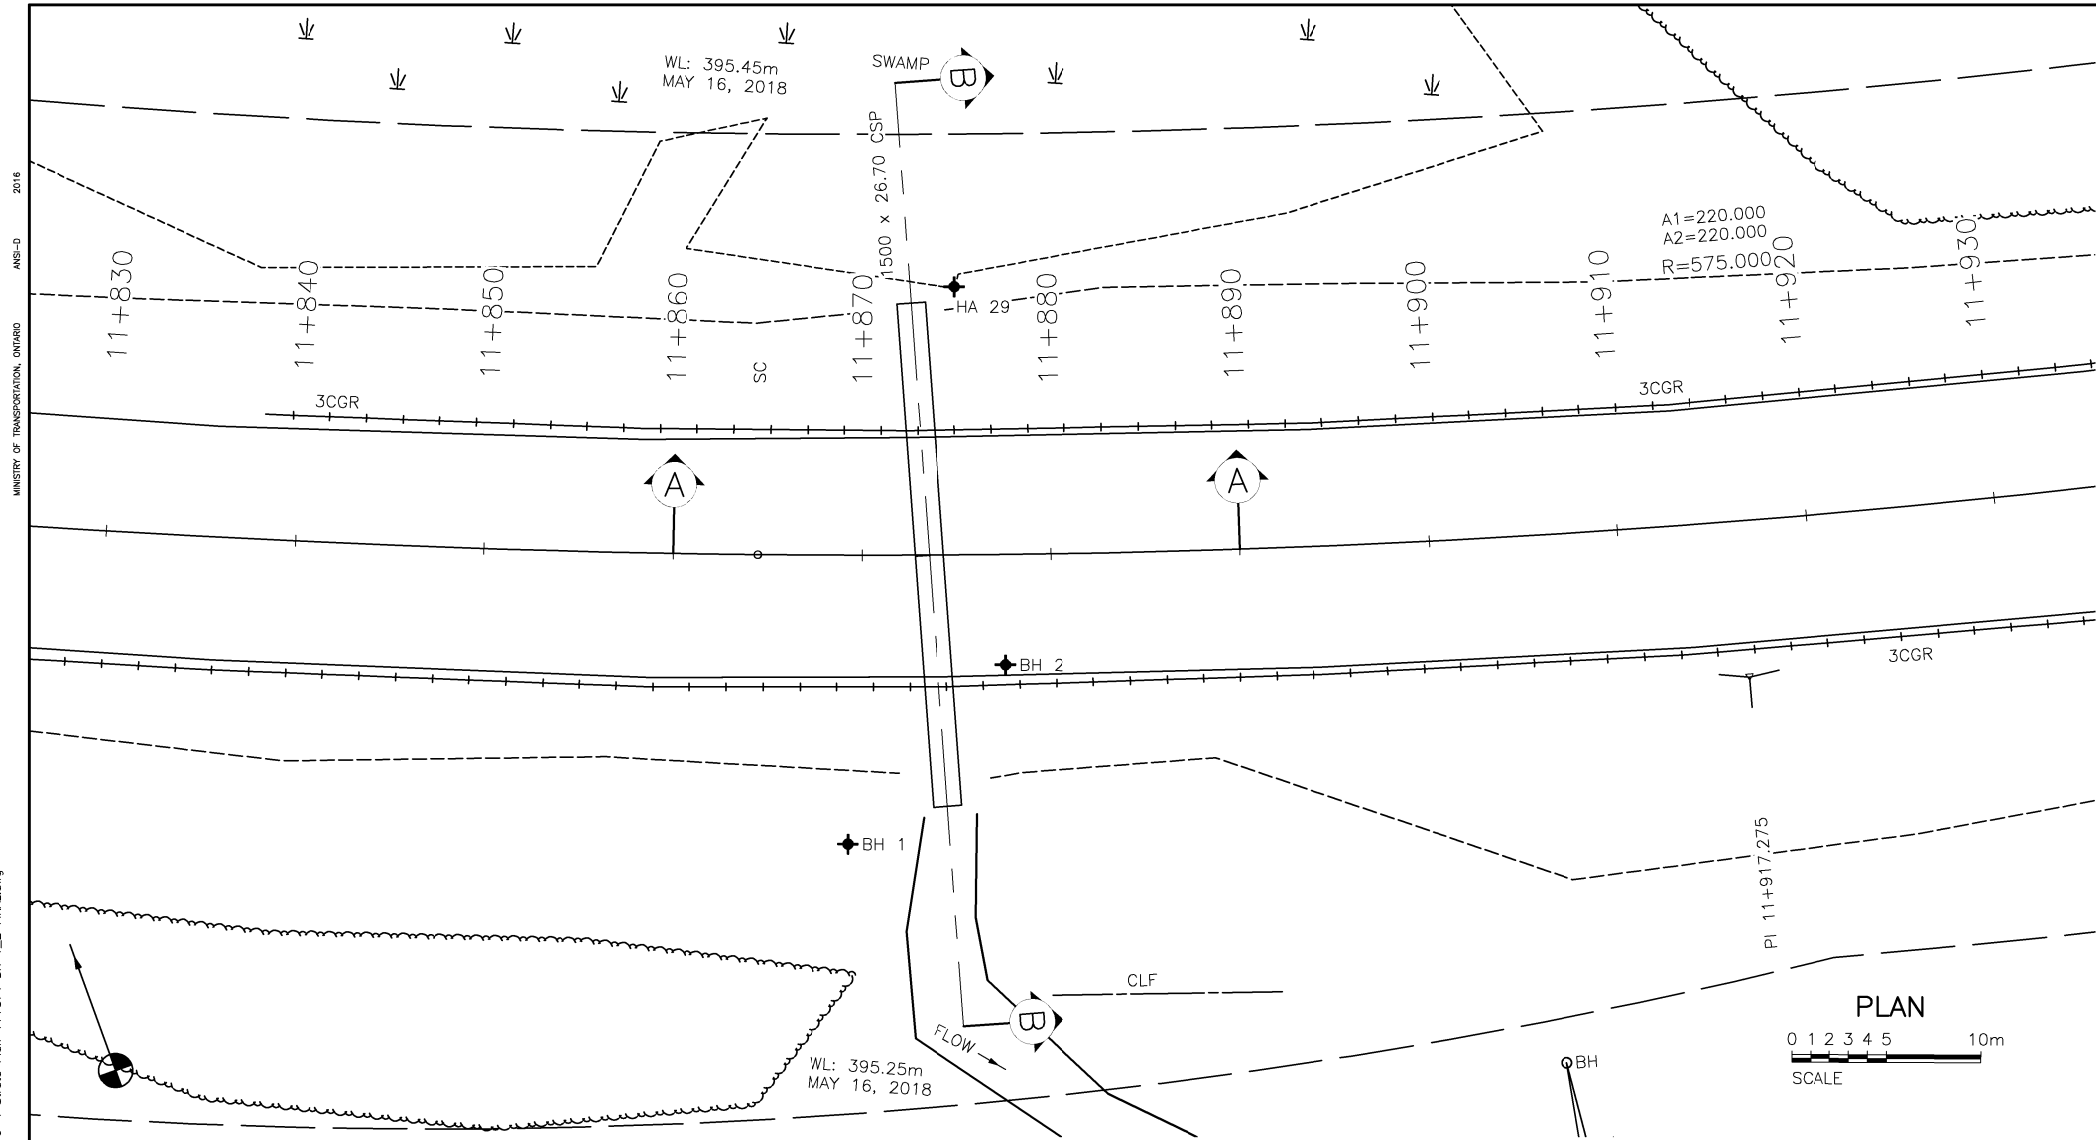 WL: 395.45m
MAY 16, 2018
SWAMP
B
1500 x 26.70 CSP
A1=220.000
A2=220.000
R=575.000
11+830
11+840
11+850
11+860
11+870
11+880
11+890
11+900
11+910
11+920
11+930
HA 29
SC
3CGR
3CGR
A
A
BH 2
3CGR
BH 1
PI 11+917.275
CLF
B
FLOW
WL: 395.25m
MAY 16, 2018
BH
PLAN
0 1 2 3 4 5 10m
SCALE
MINISTRY OF TRANSPORTATION, ONTARIO ANSI-D 2016